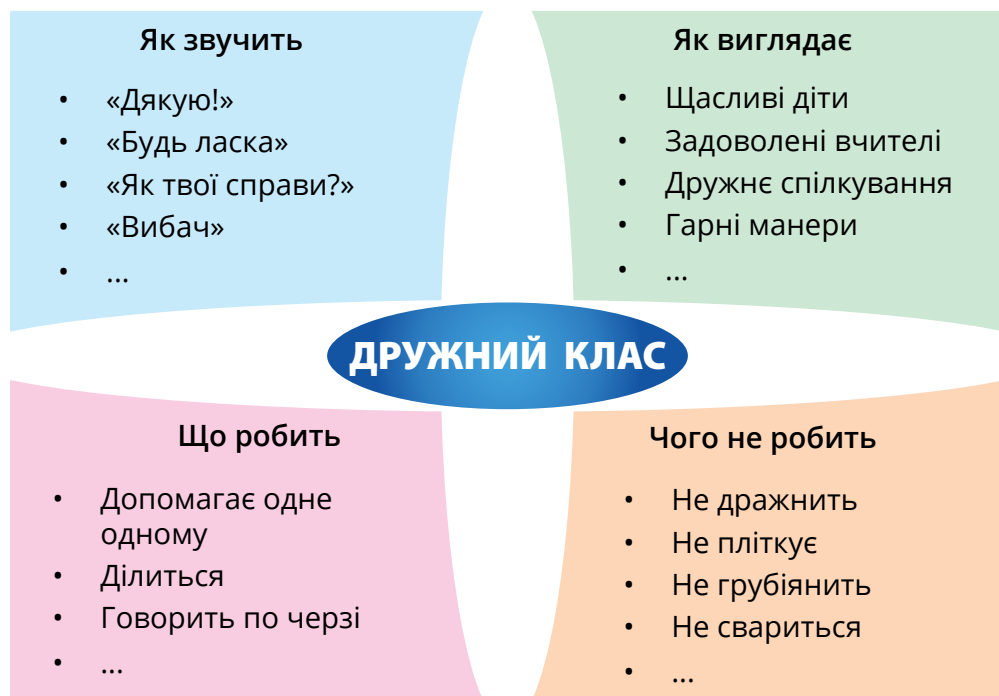 Як звучить
• «Дякую!»
• «Будь ласка»
• «Як твої справи?»
• «Вибач»
• ...
Як виглядає
• Щасливі діти
• Задоволені вчителі
• Дружнє спілкування
• Гарні манери
• ...
ДРУЖНИЙ КЛАС
Що робить
• Допомагає одне
одному
• Ділиться
• Говорить по черзі
• ...
Чого не робить
• Не дражнить
• Не пліткує
• Не грубіянить
• Не свариться
• ...